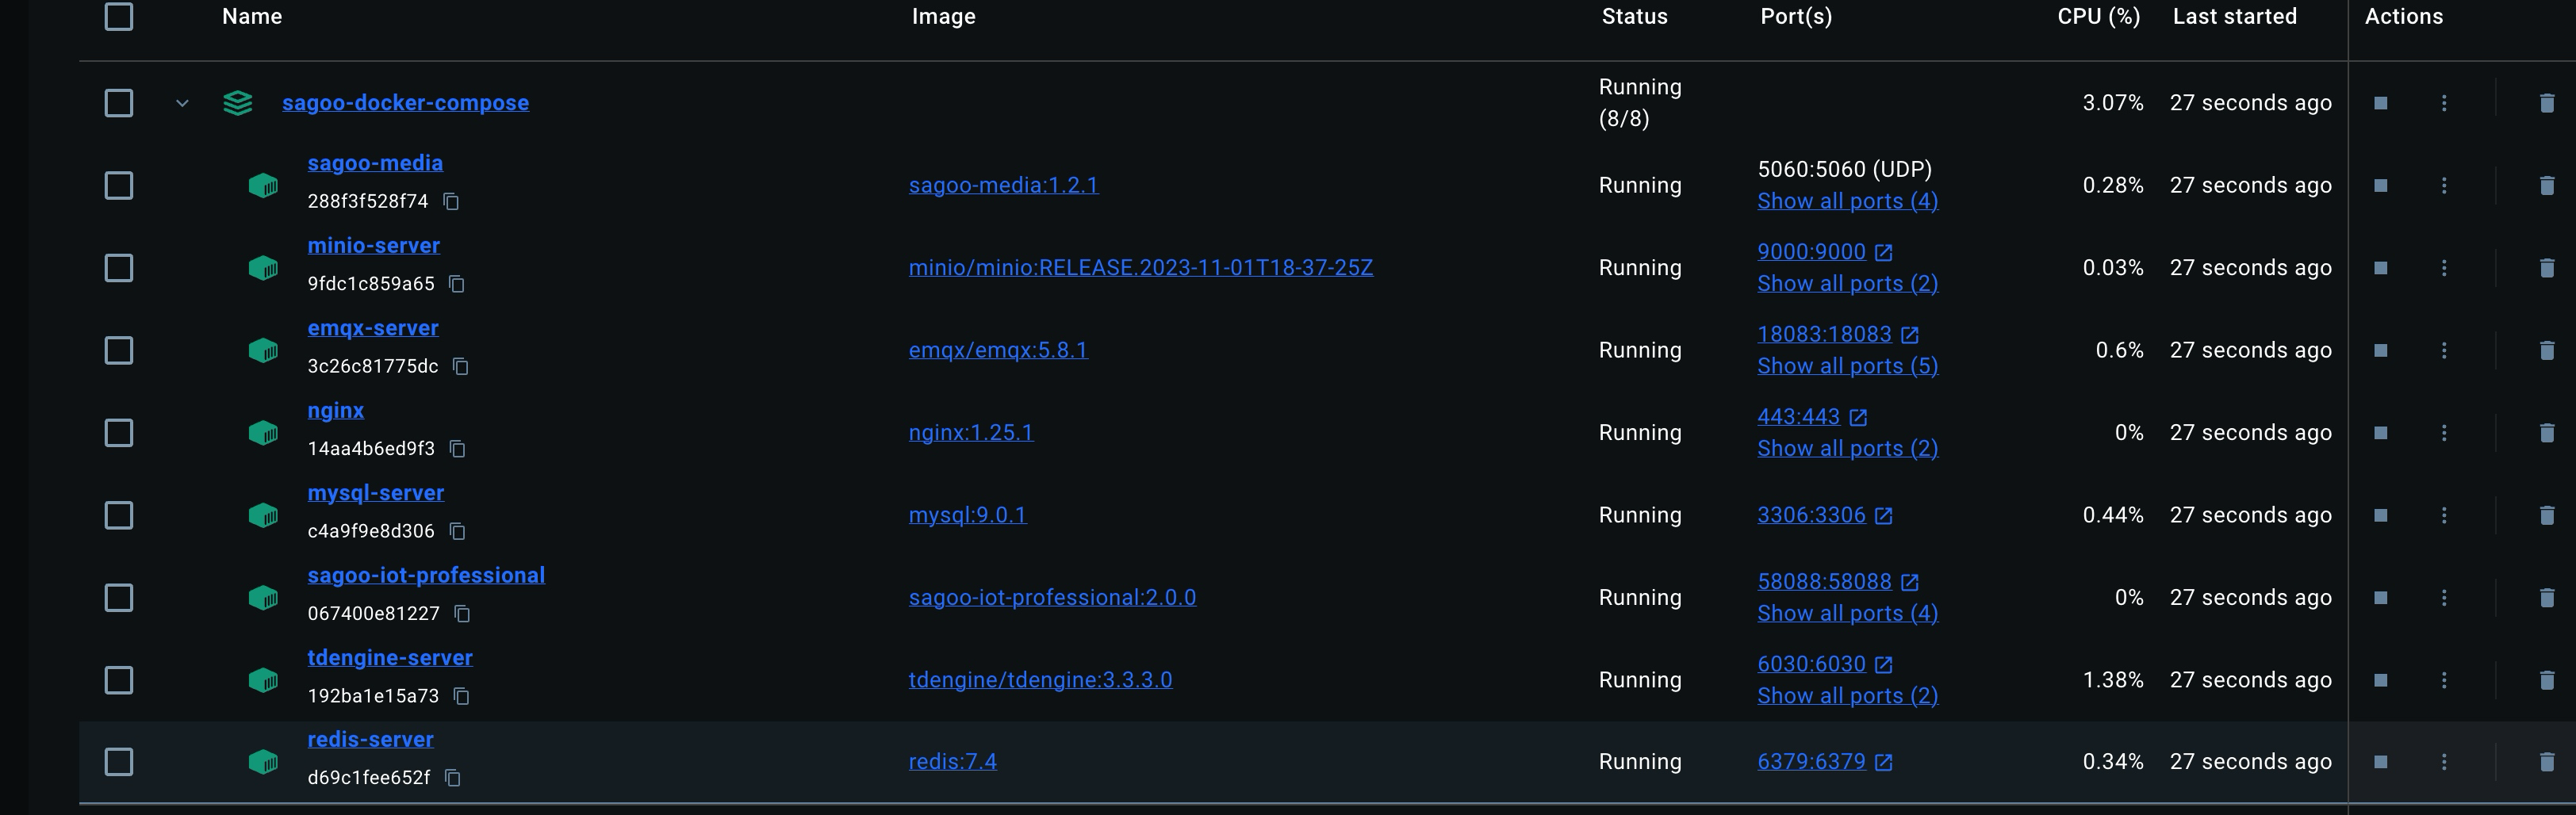 Name Image Status Port(s) CPU (%) Last started Actions
sagoo-docker-compose Running (8/8) 3.07% 27 seconds ago
sagoo-media
288f3f528f74
sagoo-media:1.2.1 Running 5060:5060 (UDP)
Show all ports (4)
0.28% 27 seconds ago
minio-server
9fdc1c859a65
minio/minio:RELEASE.2023-11-01T18-37-25Z Running 9000:9000
Show all ports (2)
0.03% 27 seconds ago
emqx-server
3c26c81775dc
emqx/emqx:5.8.1 Running 18083:18083
Show all ports (5)
0.6% 27 seconds ago
nginx
14aa4b6ed9f3
nginx:1.25.1 Running 443:443
Show all ports (2)
0% 27 seconds ago
mysql-server
c4a9f9e8d306
mysql:9.0.1 Running 3306:3306 0.44% 27 seconds ago
sagoo-iot-professional
067400e81227
sagoo-iot-professional:2.0.0 Running 58088:58088
Show all ports (4)
0% 27 seconds ago
tdengine-server
192ba1e15a73
tdengine/tdengine:3.3.3.0 Running 6030:6030
Show all ports (2)
1.38% 27 seconds ago
redis-server
d69c1fee652f
redis:7.4 Running 6379:6379 0.34% 27 seconds ago